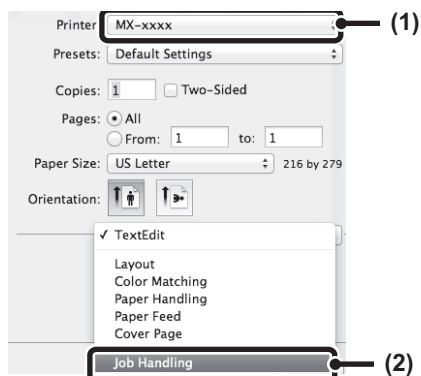 Printer MX-xxxx (1)
Presets: Default Settings
Copies: 1 Two-Sided
Pages: All
From: 1 to: 1
Paper Size: US Letter 216 by 279
Orientation:
✓ TextEdit
Layout
Color Matching
Paper Handling
Paper Feed
Cover Page
Job Handling (2)